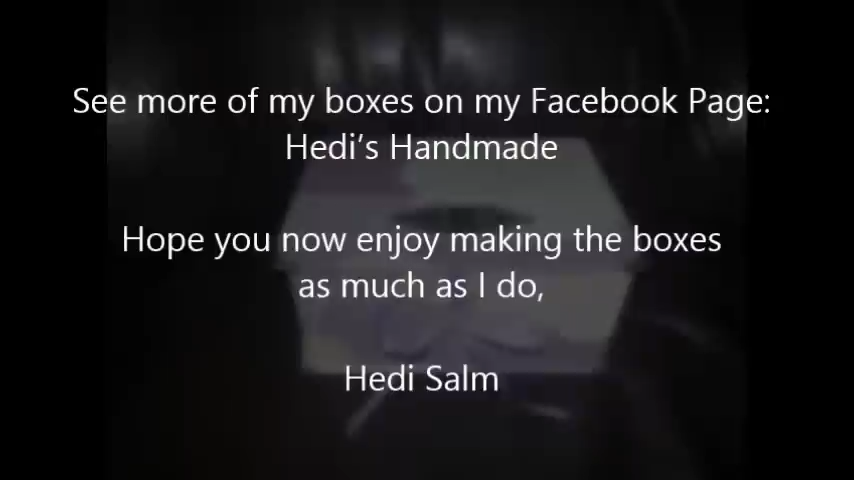 See more of my boxes on my Facebook Page:
Hedi’s Handmade
Hope you now enjoy making the boxes
as much as I do,
Hedi Salm